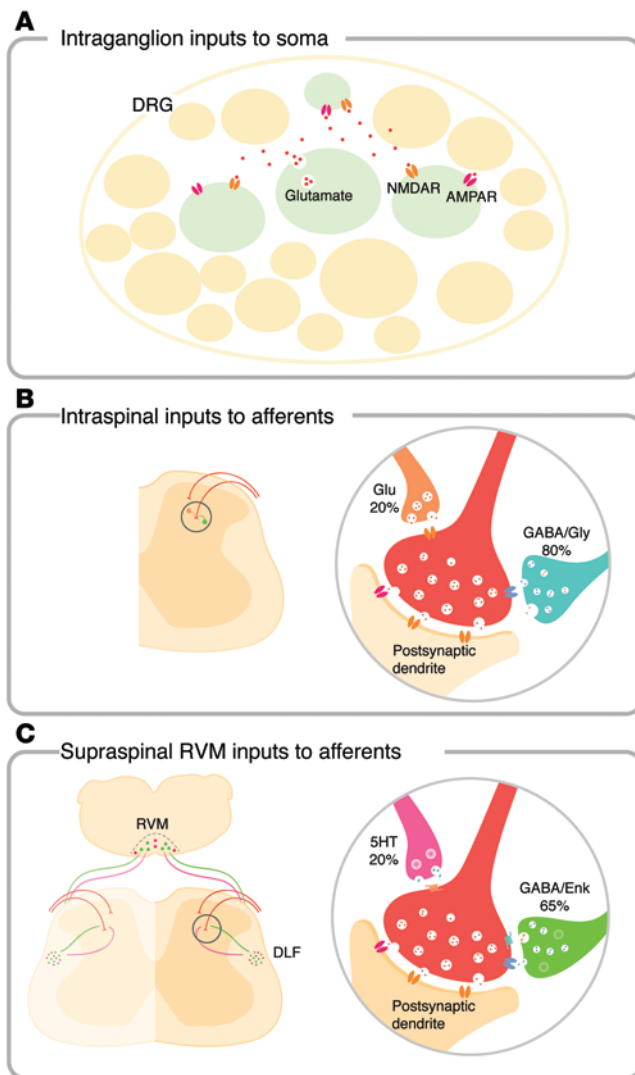 A
Intraganglion inputs to soma
DRG
Glutamate
NMDAR
AMPAR
B
Intraspinal inputs to afferents
Glu
20%
GABA/Gly
80%
Postsynaptic
dendrite
C
Supraspinal RVM inputs to afferents
RVM
DLF
5HT
20%
GABA/Enk
65%
Postsynaptic
dendrite